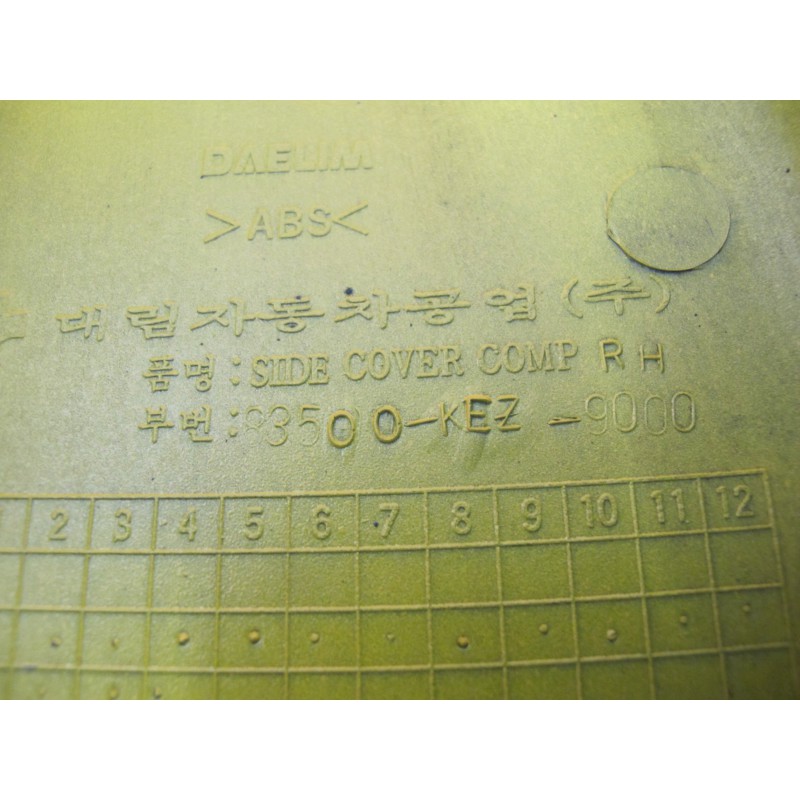 DAELIM
>ABS<
대림자동차공업(주)
품명:SIDE COVER COMP RH
부번:83500-KEZ-9000
2 3 4 5 6 7 8 9 10 11 12